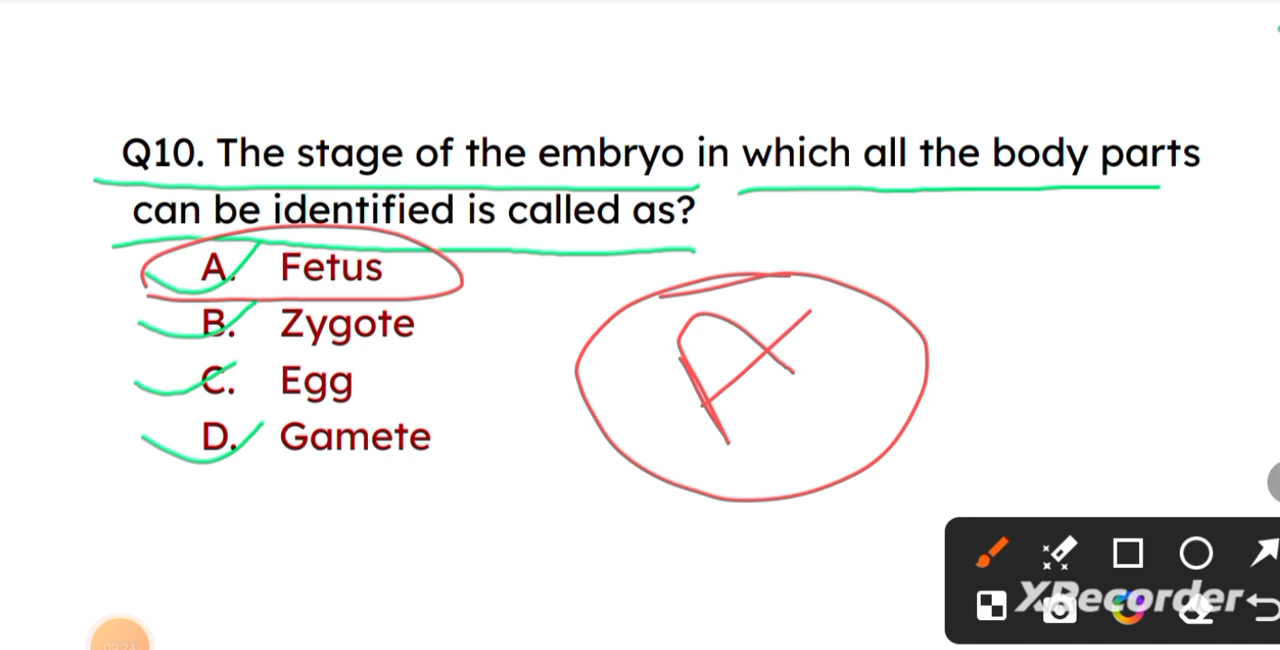 Q10. The stage of the embryo in which all the body parts
can be identified is called as?
A. Fetus
B. Zygote
C. Egg
D. Gamete
A
XRecorder